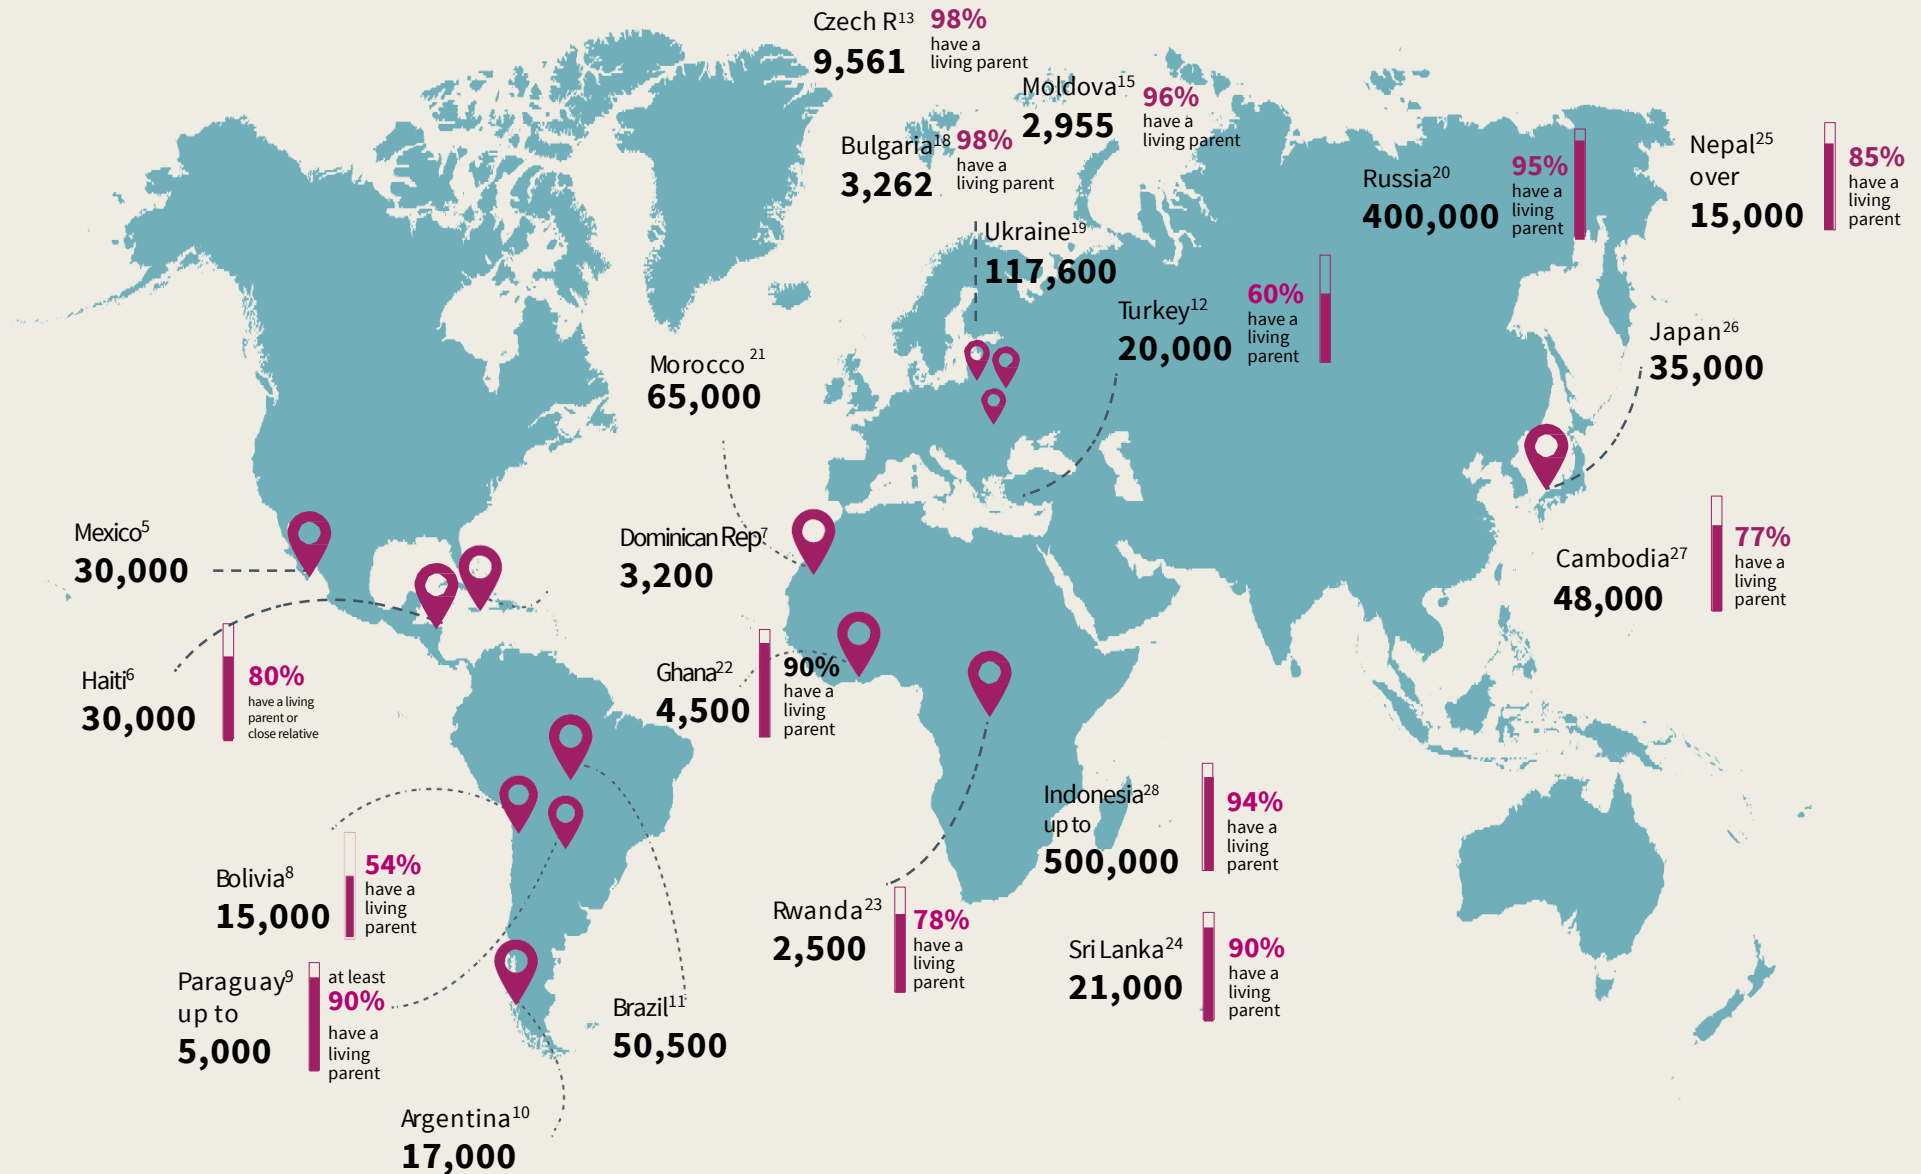 Czech R13
9,561
98%
have a
living parent
Moldova15
2,955
96%
have a
living parent
Bulgaria18
3,262
98%
have a
living parent
Ukraine19
117,600
Russia20
400,000
95%
have a
living
parent
Nepal25
over
15,000
85%
have a
living
parent
Turkey12
20,000
60%
have a
living
parent
Japan26
35,000
Morocco 21
65,000
Mexico5
30,000
Dominican Rep7
3,200
Cambodia27
48,000
77%
have a
living
parent
Haiti6
30,000
80%
have a living
parent or
close relative
Ghana22
4,500
90%
have a
living
parent
Indonesia28
up to
500,000
94%
have a
living
parent
Bolivia8
15,000
54%
have a
living
parent
Rwanda23
2,500
78%
have a
living
parent
Sri Lanka24
21,000
90%
have a
living
parent
Paraguay9
up to
5,000
at least
90%
have a
living
parent
Brazil11
50,500
Argentina10
17,000